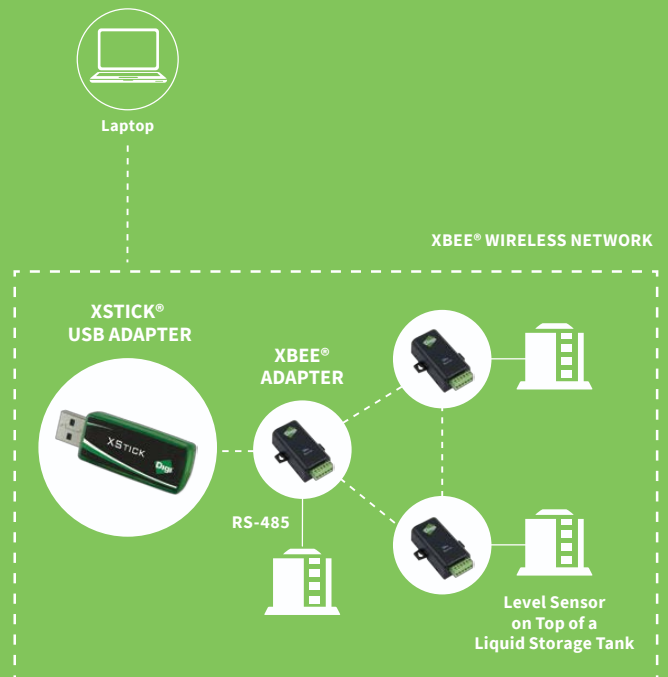 Laptop
XBEE® WIRELESS NETWORK
XSTICK®
USB ADAPTER
XBEE®
ADAPTER
XSTICK
Digi
RS-485
Level Sensor
on Top of a
Liquid Storage Tank